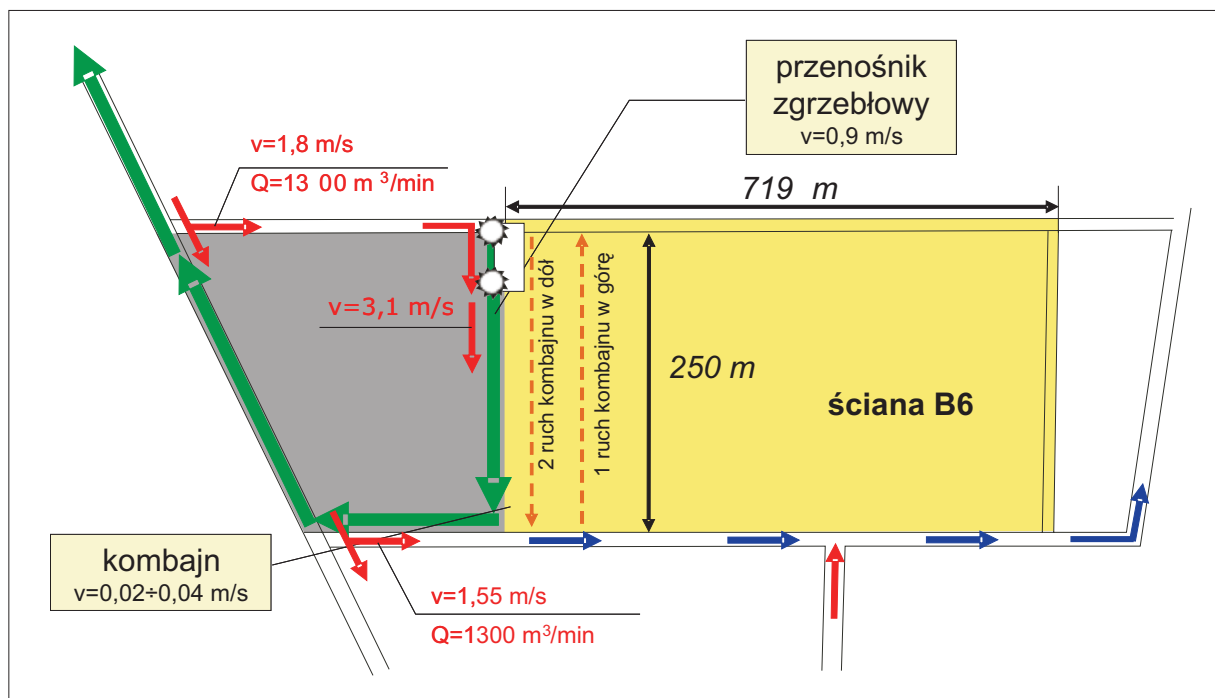 przenośnik
zgrzebłowy
v=0,9 m/s
v=1,8 m/s
Q=13 00 m ³/min
719 m
v=3,1 m/s
2 ruch kombajnu w dół
1 ruch kombajnu w górę
250 m
ściana B6
kombajn
v=0,02÷0,04 m/s
v=1,55 m/s
Q=1300 m³/min